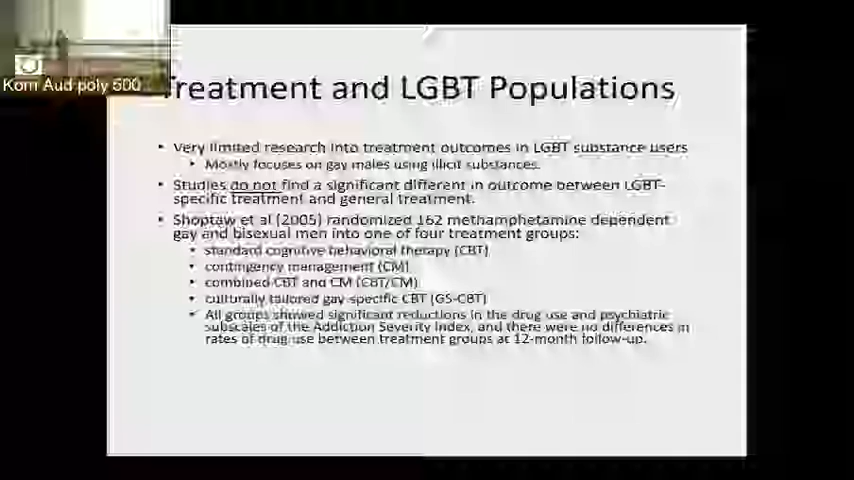 Korn Aud poly 500
Treatment and LGBT Populations
• Very limited research into treatment outcomes in LGBT substance users
• Mostly focuses on gay males using illicit substances.
• Studies do not find a significant different in outcome between LGBT-
specific treatment and general treatment.
• Shoptaw et al (2005) randomized 162 methamphetamine dependent
gay and bisexual men into one of four treatment groups:
• standard cognitive behavioral therapy (CBT)
• contingency management (CM)
• combined CBT and CM (CBT/CM)
• culturally tailored gay-specific CBT (GS-CBT)
• All groups showed significant reductions in the drug use and psychiatric
subscales of the Addiction Severity Index, and there were no differences in
rates of drug use between treatment groups at 12-month follow-up.